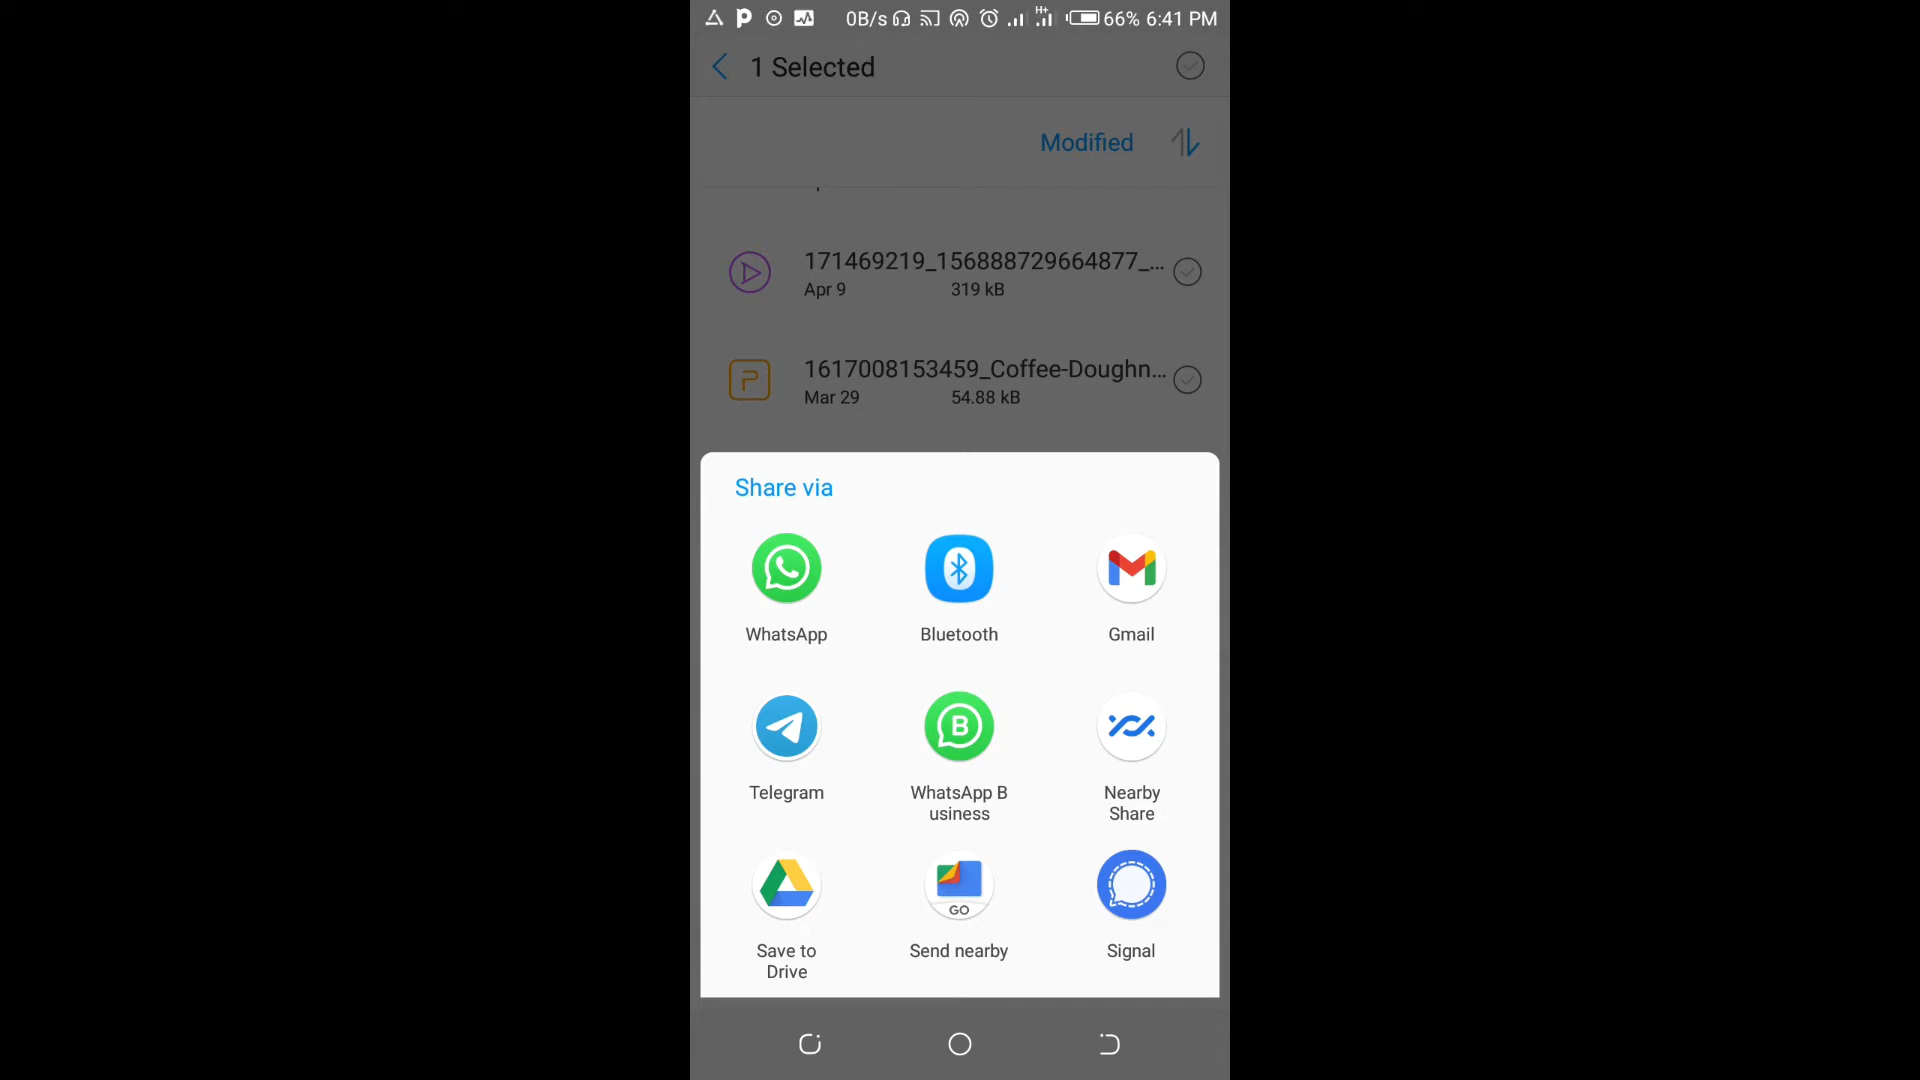 0B/s H+ 66% 6:41 PM
1 Selected
Modified
171469219_156888729664877_...
Apr 9 319 kB
1617008153459_Coffee-Doughn...
Mar 29 54.88 kB
Share via
WhatsApp Bluetooth Gmail
Telegram WhatsApp B Nearby
usiness Share
GO
Save to Send nearby Signal
Drive